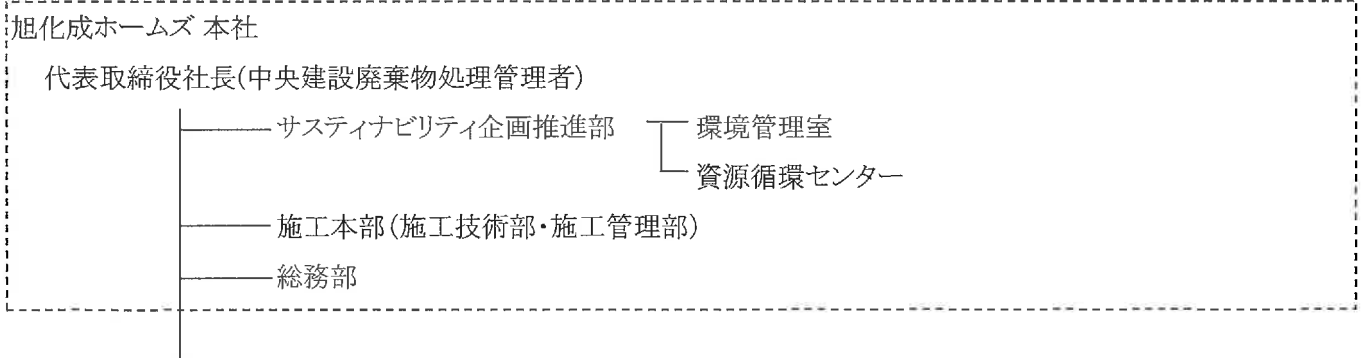 旭化成ホームズ 本社
代表取締役社長(中央建設廃棄物処理管理者)
サスティナビリティ企画推進部 環境管理室
資源循環センター
施工本部(施工技術部・施工管理部)
総務部